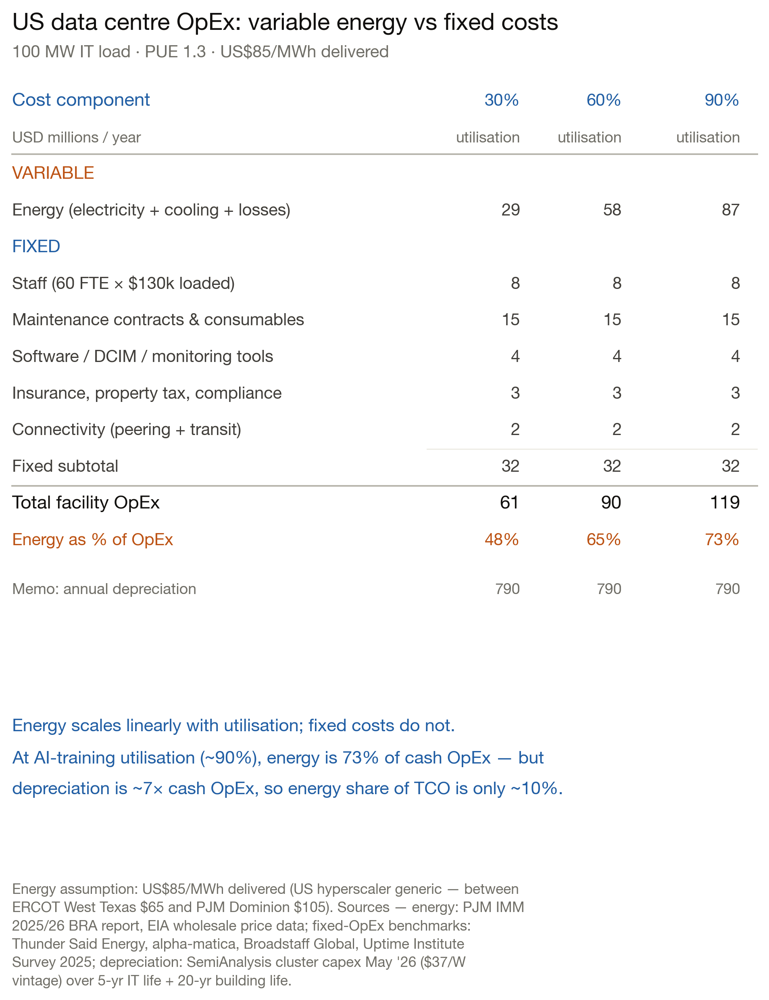 US data centre OpEx: variable energy vs fixed costs
100 MW IT load · PUE 1.3 · US$85/MWh delivered
Cost component 30% 60% 90%
USD millions / year utilisation utilisation utilisation
VARIABLE
Energy (electricity + cooling + losses) 29 58 87
FIXED
Staff (60 FTE × $130k loaded) 8 8 8
Maintenance contracts & consumables 15 15 15
Software / DCIM / monitoring tools 4 4 4
Insurance, property tax, compliance 3 3 3
Connectivity (peering + transit) 2 2 2
Fixed subtotal 32 32 32
Total facility OpEx 61 90 119
Energy as % of OpEx 48% 65% 73%
Memo: annual depreciation 790 790 790
Energy scales linearly with utilisation; fixed costs do not.
At AI-training utilisation (~90%), energy is 73% of cash OpEx — but
depreciation is ~7× cash OpEx, so energy share of TCO is only ~10%.
Energy assumption: US$85/MWh delivered (US hyperscaler generic — between
ERCOT West Texas $65 and PJM Dominion $105). Sources — energy: PJM IMM
2025/26 BRA report, EIA wholesale price data; fixed-OpEx benchmarks:
Thunder Said Energy, alpha-matica, Broadstaff Global, Uptime Institute
Survey 2025; depreciation: SemiAnalysis cluster capex May '26 ($37/W
vintage) over 5-yr IT life + 20-yr building life.